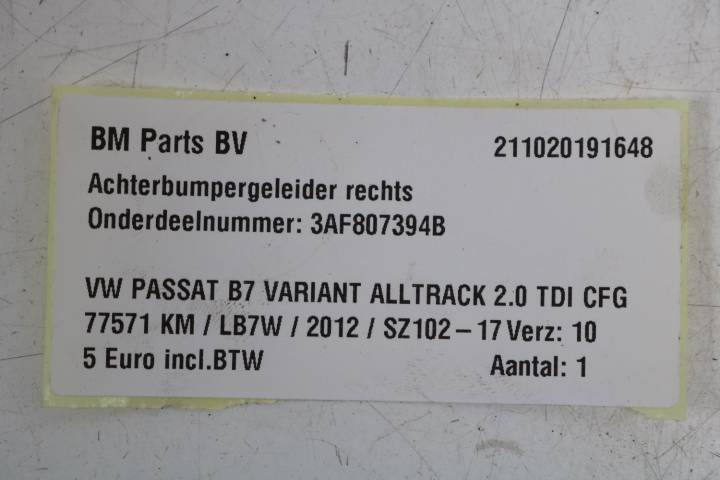 BM Parts BV 211020191648
Achterbumpergeleider rechts
Onderdeelnummer: 3AF807394B
VW PASSAT B7 VARIANT ALLTRACK 2.0 TDI CFG
77571 KM / LB7W / 2012 / SZ102-17 Verz: 10
5 Euro incl.BTW Aantal: 1